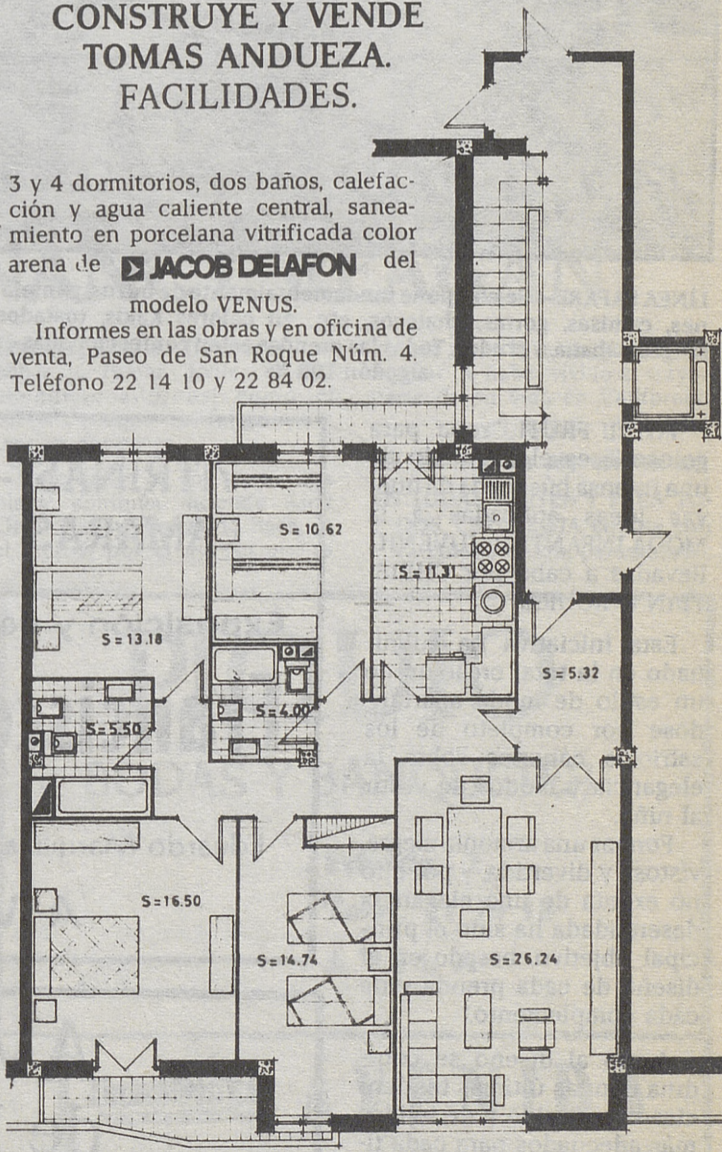 CONSTRUYE Y VENDE
TOMAS ANDUEZA.
FACILIDADES.
3 y 4 dormitorios, dos baños, calefac-
ción y agua caliente central, sanea-
miento en porcelana vitrificada color
arena de JACOB DELAFON del
modelo VENUS.
Informes en las obras y en oficina de
venta, Paseo de San Roque Núm. 4.
Teléfono 22 14 10 y 22 84 02.
S=10.62
S=11.31
S=13.18
S=5.32
S=4.00
S=5.50
S=16.50
S=14.74
S=26.24